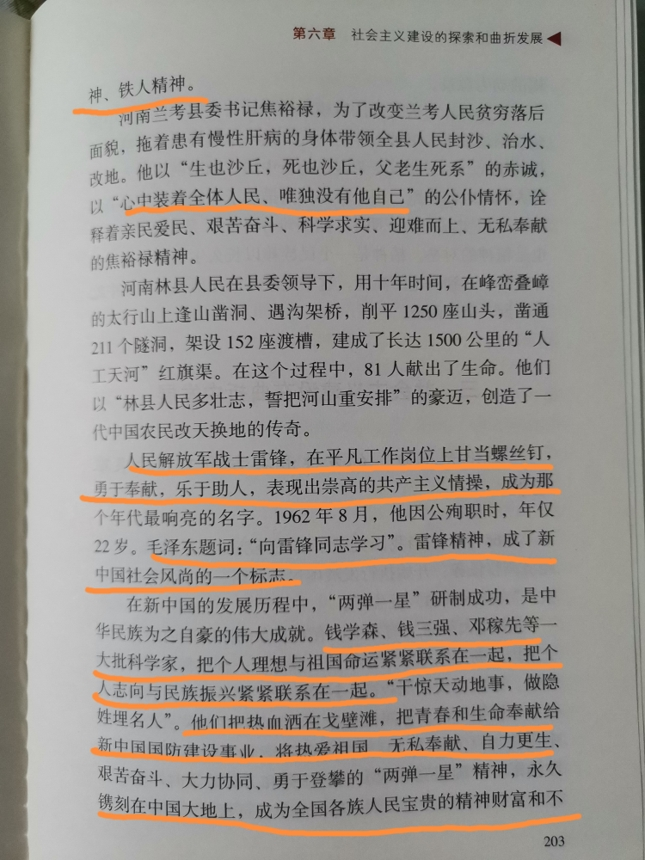 第六章 社会主义建设的探索和曲折发展
神、铁人精神。
河南兰考县委书记焦裕禄，为了改变兰考人民贫穷落后
面貌，拖着患有慢性肝病的身体带领全县人民封沙、治水、
改地。他以“生也沙丘，死也沙丘，父老生死系”的赤诚，
以“心中装着全体人民、唯独没有他自己”的公仆情怀，诠
释着亲民爱民、艰苦奋斗、科学求实、迎难而上、无私奉献
的焦裕禄精神。
河南林县人民在县委领导下，用十年时间，在峰峦叠嶂
的太行山上逢山凿洞、遇沟架桥，削平1250座山头，凿通
211个隧洞，架设152座渡槽，建成了长达1500公里的“人
工天河”红旗渠。在这个过程中，81人献出了生命。他们
以“林县人民多壮志，誓把河山重安排”的豪迈，创造了一
代中国农民改天换地的传奇。
人民解放军战士雷锋，在平凡工作岗位上甘当螺丝钉，
勇于奉献，乐于助人，表现出崇高的共产主义情操，成为那
个年代最响亮的名字。1962年8月，他因公殉职时，年仅
22岁。毛泽东题词：“向雷锋同志学习”。雷锋精神，成了新
中国社会风尚的一个标志。
在新中国的发展历程中，“两弹一星”研制成功，是中
华民族为之自豪的伟大成就。钱学森、钱三强、邓稼先等一
大批科学家，把个人理想与祖国命运紧紧联系在一起，把个
人志向与民族振兴紧紧联系在一起。“干惊天动地事，做隐
姓埋名人”。他们把热血洒在戈壁滩，把青春和生命奉献给
新中国国防建设事业，将热爱祖国、无私奉献、自力更生、
艰苦奋斗、大力协同、勇于登攀的“两弹一星”精神，永久
镌刻在中国大地上，成为全国各族人民宝贵的精神财富和不
203